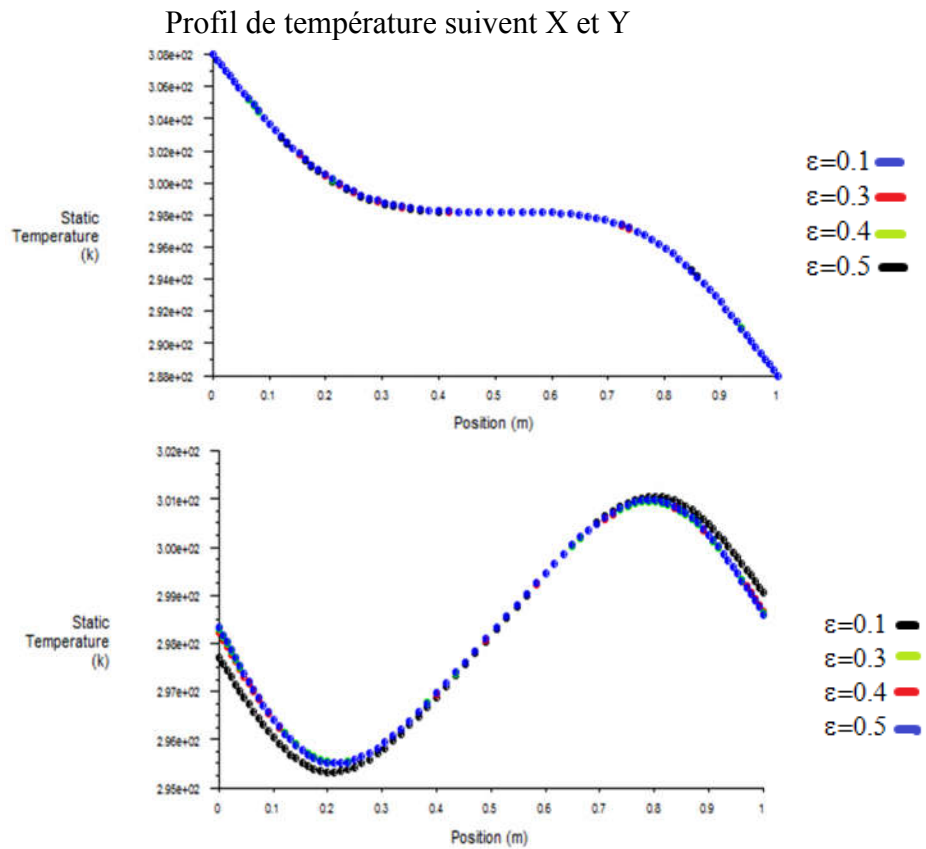 Profil de température suivent X et Y
3.08e+02
3.06e+02
3.04e+02
3.02e+02
3.00e+02
2.98e+02
2.96e+02
2.94e+02
2.92e+02
2.90e+02
2.88e+02
Static
Temperature
(k)
0 0.1 0.2 0.3 0.4 0.5 0.6 0.7 0.8 0.9 1
Position (m)
ε=0.1
ε=0.3
ε=0.4
ε=0.5
3.02e+02
3.01e+02
3.00e+02
2.99e+02
2.98e+02
2.97e+02
2.96e+02
2.95e+02
Static
Temperature
(k)
0 0.1 0.2 0.3 0.4 0.5 0.6 0.7 0.8 0.9 1
Position (m)
ε=0.1
ε=0.3
ε=0.4
ε=0.5